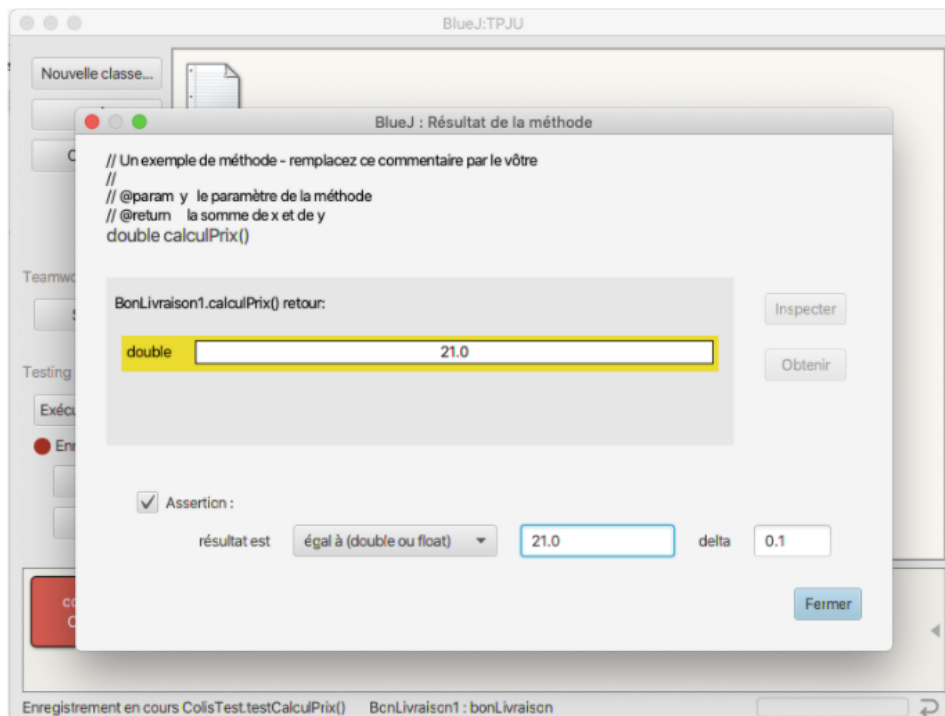 BlueJ:TPJU
Nouvelle classe...
BlueJ : Résultat de la méthode
// Un exemple de méthode - remplacez ce commentaire par le vôtre
//
// @param y le paramètre de la méthode
// @return la somme de x et de y
double calculPrix()
Teamwo
BonLivraison1.calculPrix() retour:
Inspecter
double 21.0
Obtenir
Testing
Exécu
Enr
Assertion :
résultat est égal à (double ou float) 21.0 delta 0.1
Fermer
Enregistrement en cours ColisTest.testCalculPrix() BonLivraison1 : bonLivraison